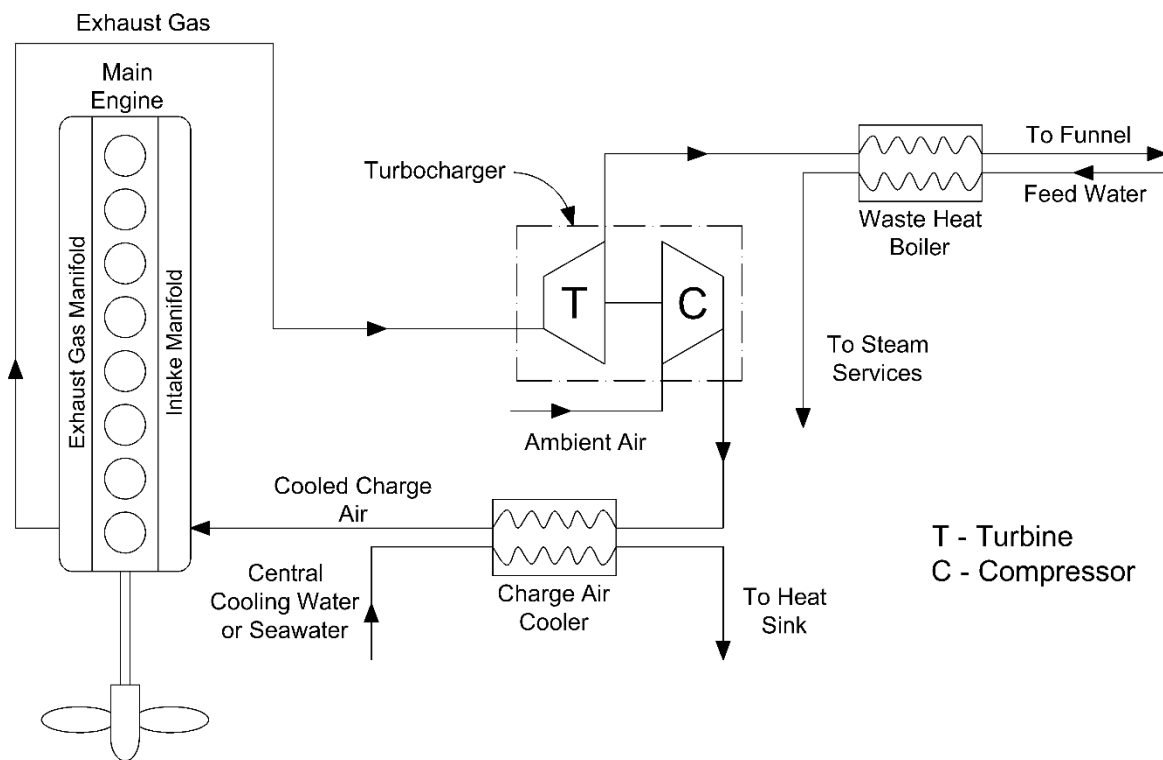 Exhaust Gas
Main
Engine
Exhaust Gas Manifold
Intake Manifold
Turbocharger
T
C
Ambient Air
To Funnel
Feed Water
Waste Heat
Boiler
To Steam
Services
Cooled Charge
Air
Central
Cooling Water
or Seawater
Charge Air
Cooler
To Heat
Sink
T - Turbine
C - Compressor